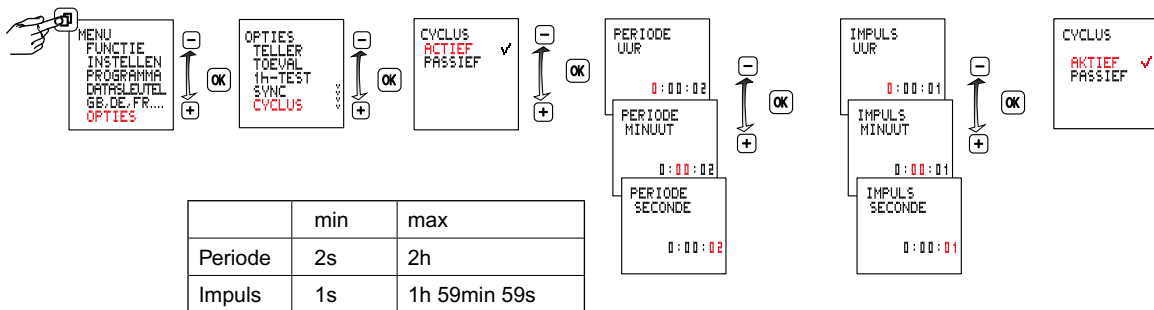 MENU
FUNCTIE
INSTELLEN
PROGRAMMA
DATASLEUTEL
GB,DE,FR....
OPTIES
−
OK
+
OPTIES
TELLER
TOEVAL
1h-TEST
SYNC
CYCLUS
−
OK
+
CYCLUS
ACTIEF ✓
PASSIEF
−
OK
+
PERIODE
UUR
0:00:02
PERIODE
MINUUT
0:00:02
PERIODE
SECONDE
0:00:02
−
OK
+
IMPULS
UUR
0:00:01
IMPULS
MINUUT
0:00:01
IMPULS
SECONDE
0:00:01
−
OK
+
CYCLUS
AKTIEF ✓
PASSIEF
min max
Periode 2s 2h
Impuls 1s 1h 59min 59s